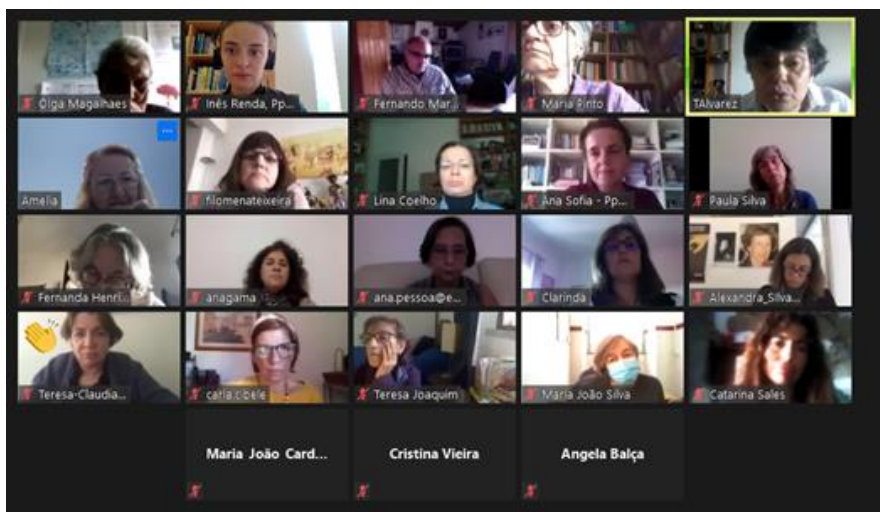 Olga Magalhaes
Inês Renda, Pp...
Fernando Mar...
Maria Pinto
TAlvarez
Amelia
filomenateixeira
Lina Coelho
Ana Sofia - Pp...
Paula Silva
Fernanda Henri...
anagama
ana.pessoa@e...
Clarinda
Alexandra_Silva...
Teresa-Claudia...
carla.cibele
Teresa Joaquim
Maria João Silva
Catarina Sales
Maria João Card...
Cristina Vieira
Angela Balça